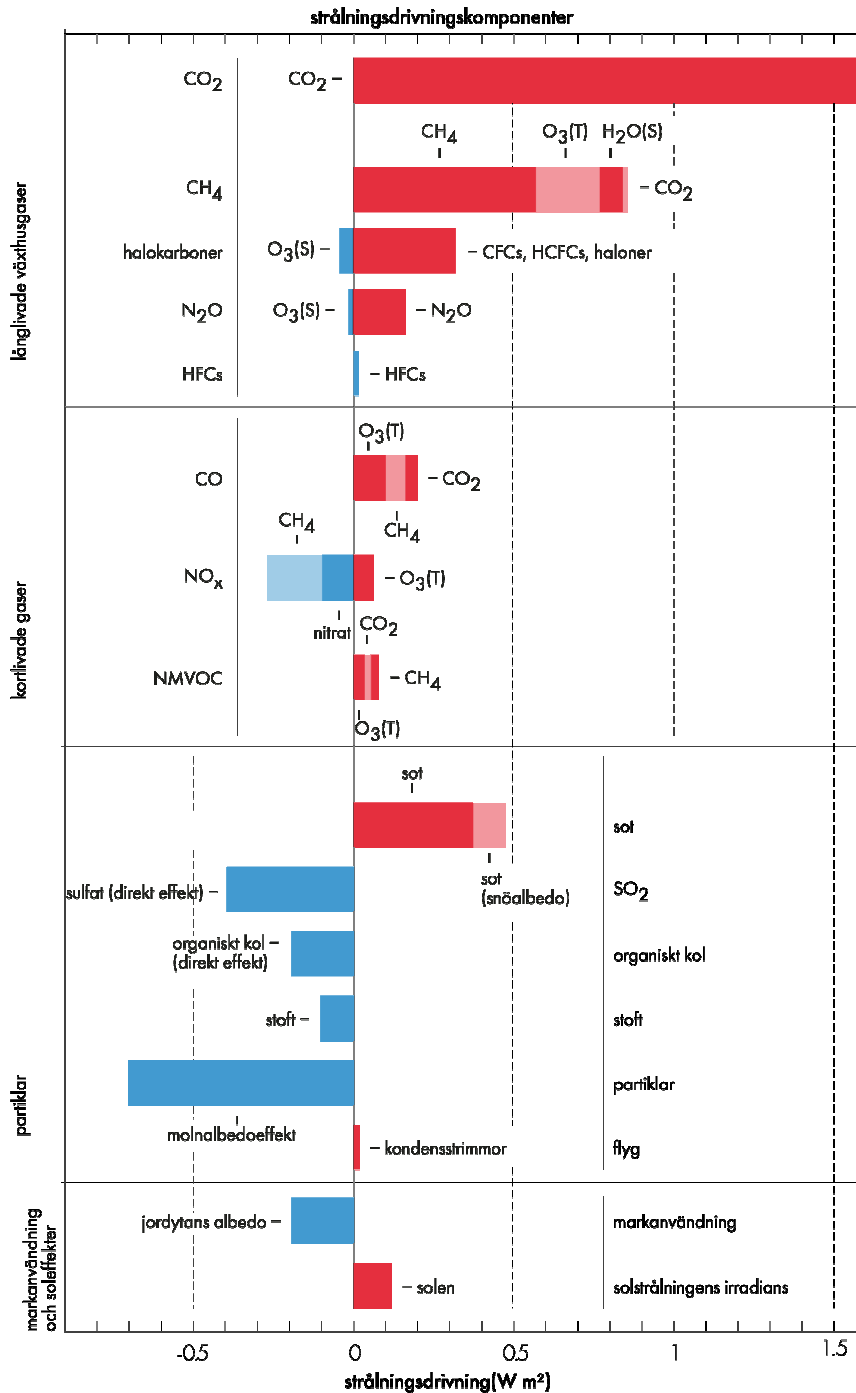 strålningsdrivningskomponenter
CO2
CO2 –
CH4
O3(T)
H2O(S)
CH4
– CO2
halokarboner
O3(S) –
– CFCs, HCFCs, haloner
N2O
O3(S) –
– N2O
HFCs
– HFCs
långlivade växthusgaser
O3(T)
CO
– CO2
CH4
CH4
NOx
– O3(T)
nitrat
CO2
NMVOC
– CH4
O3(T)
kortlivade gaser
sot
sot
sot
(snöalbedo)
sulfat (direkt effekt) –
SO2
organiskt kol –
(direkt effekt)
organiskt kol
stoft –
stoft
partiklar
molnalbedoeffekt
– kondensstrimmor
flyg
partiklar
jordytans albedo –
markanvändning
– solen
solstrålningens irradians
markanvändning
och soleffekter
-0.5
0
0.5
1
1.5
strålningsdrivning(W m²)